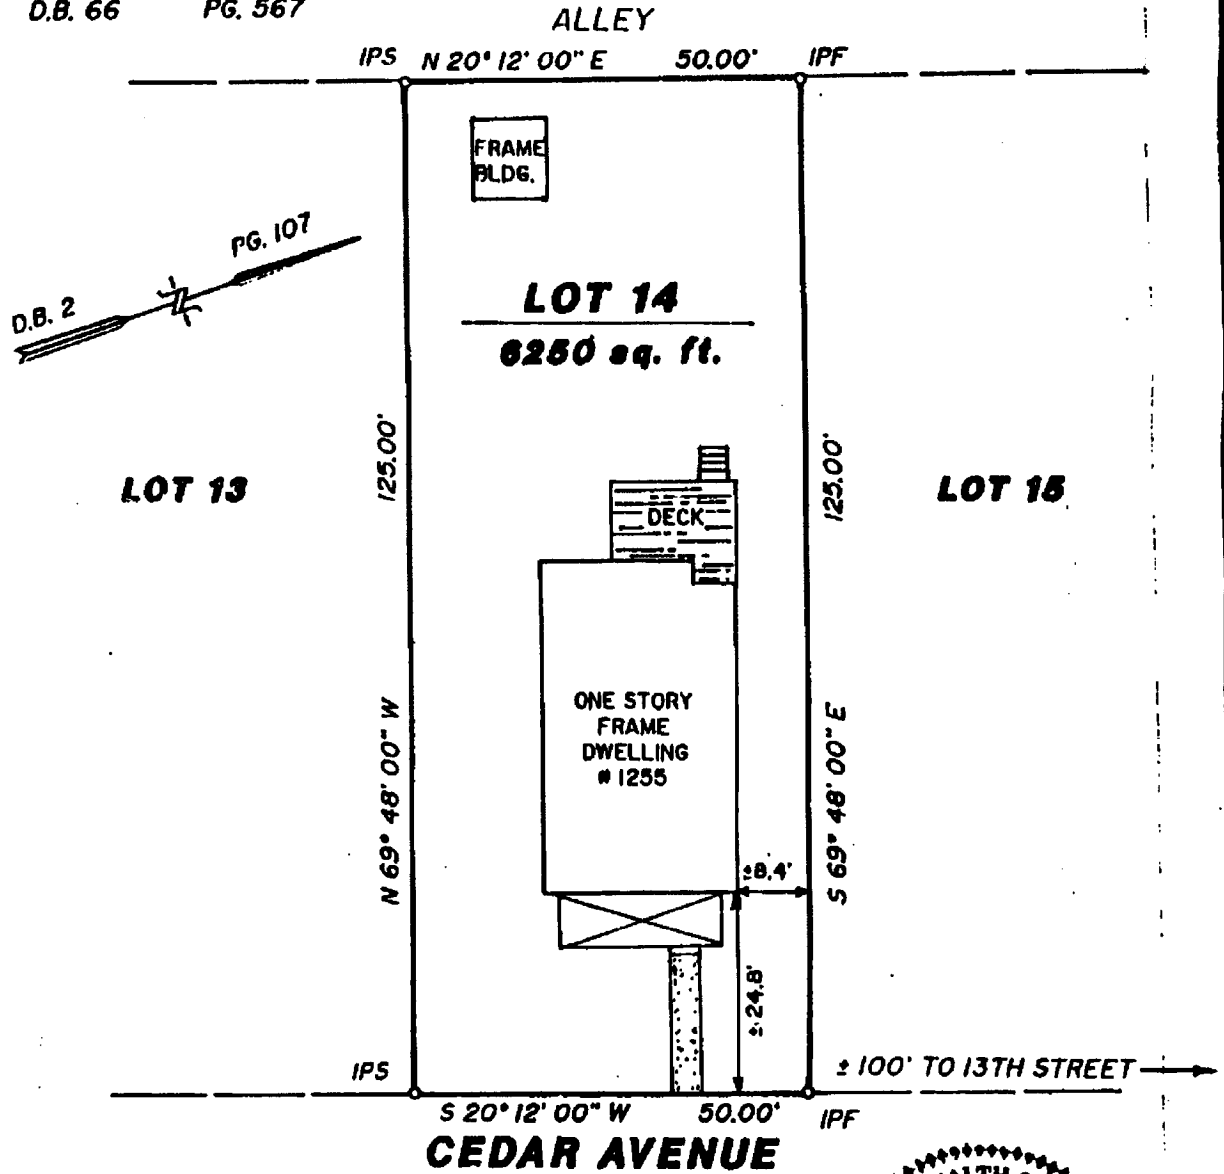 D.B. 66 PG. 567
ALLEY
IPS N 20° 12' 00" E 50.00' IPF
FRAME
BLDG.
PG. 107
D.B. 2
LOT 14
6250 sq. ft.
125.00'
125.00'
LOT 13
LOT 15
DECK
ONE STORY
FRAME
DWELLING
# 1255
N 69° 48' 00" W
S 69° 48' 00" E
±8.4'
±24.8'
IPS
± 100' TO 13TH STREET
S 20° 12' 00" W 50.00' IPF
CEDAR AVENUE